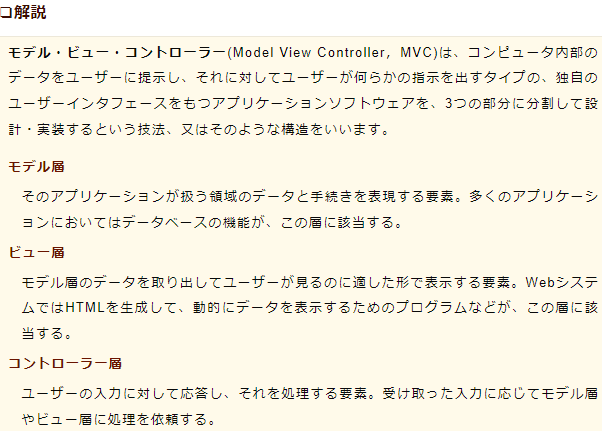 ❏解説
モデル・ビュー・コントローラー(Model View Controller，MVC)は、コンピュータ内部の
データをユーザーに提示し、それに対してユーザーが何らかの指示を出すタイプの、独自の
ユーザーインタフェースをもつアプリケーションソフトウェアを、3つの部分に分割して設
計・実装するという技法、又はそのような構造をいいます。
モデル層
そのアプリケーションが扱う領域のデータと手続きを表現する要素。多くのアプリケーシ
ョンにおいてはデータベースの機能が、この層に該当する。
ビュー層
モデル層のデータを取り出してユーザーが見るのに適した形で表示する要素。Webシステ
ムではHTMLを生成して、動的にデータを表示するためのプログラムなどが、この層に該
当する。
コントローラー層
ユーザーの入力に対して応答し、それを処理する要素。受け取った入力に応じてモデル層
やビュー層に処理を依頼する。